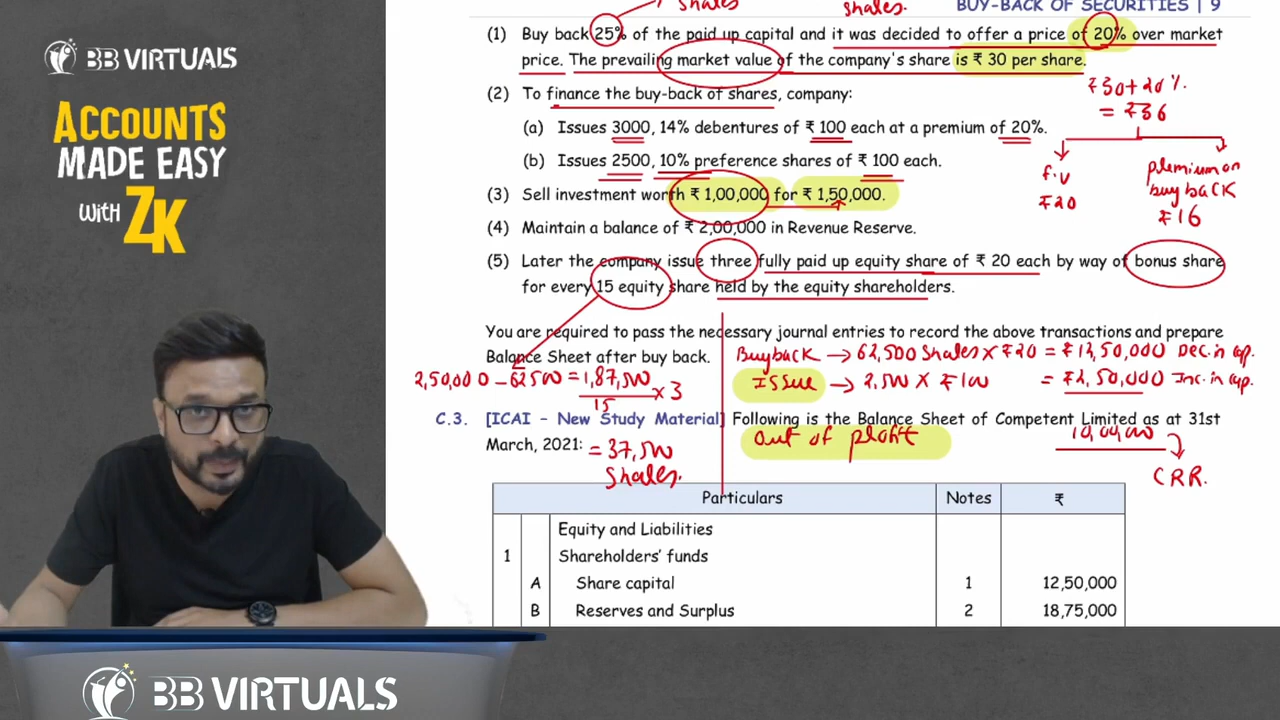 shares
shares.
BUY-BACK OF SECURITIES | 9
BB VIRTUALS
ACCOUNTS
MADE EASY
WITH ZK
(1) Buy back 25% of the paid up capital and it was decided to offer a price of 20% over market
price. The prevailing market value of the company's share is ₹ 30 per share.
₹30+20%.
= ₹36
f.v
₹20
premium on
buyback
₹16
(2) To finance the buy-back of shares, company:
(a) Issues 3000, 14% debentures of ₹ 100 each at a premium of 20%.
(b) Issues 2500, 10% preference shares of ₹ 100 each.
(3) Sell investment worth ₹ 1,00,000 for ₹ 1,50,000.
(4) Maintain a balance of ₹ 2,00,000 in Revenue Reserve.
(5) Later the company issue three fully paid up equity share of ₹ 20 each by way of bonus share
for every 15 equity share held by the equity shareholders.
You are required to pass the necessary journal entries to record the above transactions and prepare
Balance Sheet after buy back.
Buyback → 62,500 shares × ₹20 = ₹12,50,000 Dec. in cap.
2,50,000 - 62500 = 1,87,500
15
× 3
= 37,500
shares.
Issue → 2,500 × ₹100 = ₹2,50,000 Inc. in cap.
Out of profit
10,00,000
CRR.
C.3. [ICAI – New Study Material] Following is the Balance Sheet of Competent Limited as at 31st
March, 2021:
Particulars Notes ₹
Equity and Liabilities
1 Shareholders' funds
A Share capital 1 12,50,000
B Reserves and Surplus 2 18,75,000
BB VIRTUALS